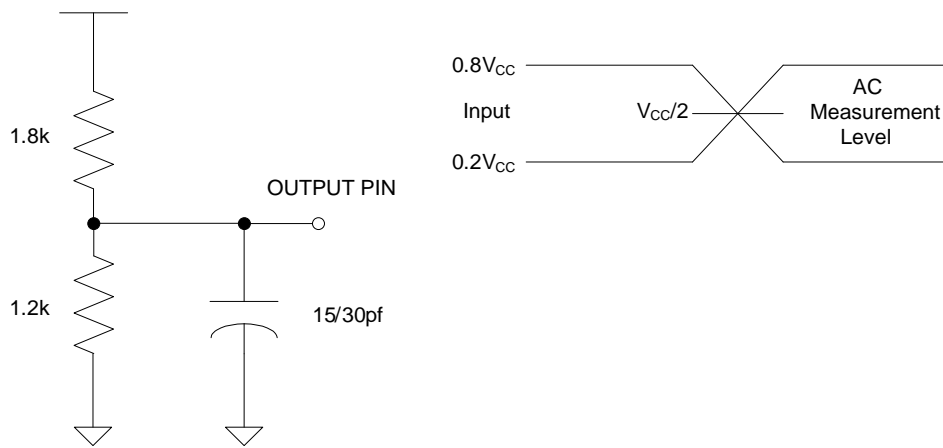 1.8k
OUTPUT PIN
1.2k
15/30pf
0.8VCC
Input
VCC/2
0.2VCC
AC
Measurement
Level